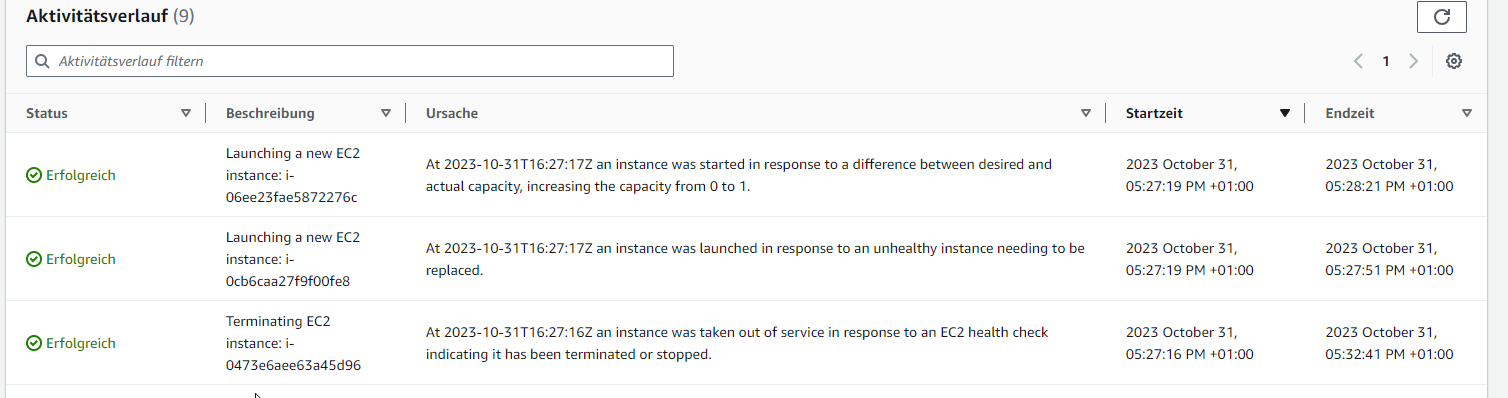 Aktivitätsverlauf (9)
Aktivitätsverlauf filtern
1
Status
Beschreibung
Ursache
Startzeit
Endzeit
Erfolgreich
Launching a new EC2
instance: i-
06ee23fae5872276c
At 2023-10-31T16:27:17Z an instance was started in response to a difference between desired and
actual capacity, increasing the capacity from 0 to 1.
2023 October 31,
05:27:19 PM +01:00
2023 October 31,
05:28:21 PM +01:00
Erfolgreich
Launching a new EC2
instance: i-
0cb6caa27f9f00fe8
At 2023-10-31T16:27:17Z an instance was launched in response to an unhealthy instance needing to be
replaced.
2023 October 31,
05:27:19 PM +01:00
2023 October 31,
05:27:51 PM +01:00
Erfolgreich
Terminating EC2
instance: i-
0473e6aee63a45d96
At 2023-10-31T16:27:16Z an instance was taken out of service in response to an EC2 health check
indicating it has been terminated or stopped.
2023 October 31,
05:27:16 PM +01:00
2023 October 31,
05:32:41 PM +01:00